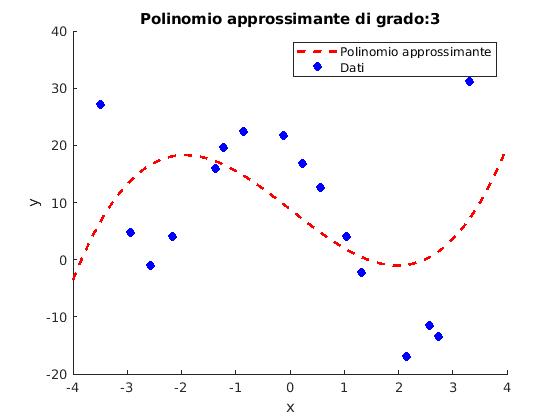 Polinomio approssimante di grado:3
Polinomio approssimante
Dati
40
30
20
10
0
-10
-20
y
-4 -3 -2 -1 0 1 2 3 4
x